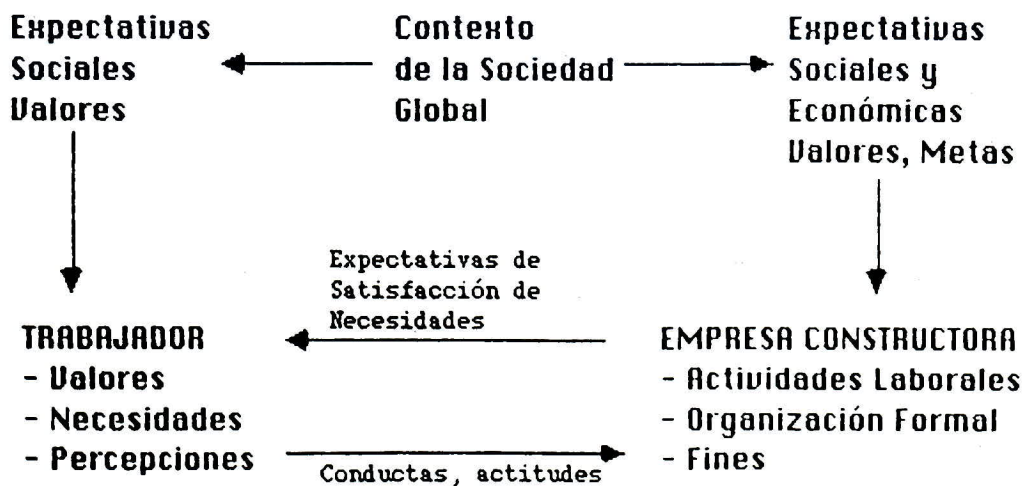 Expectativas
Sociales
Valores
Contexto
de la Sociedad
Global
Expectativas
Sociales y
Económicas
Valores, Metas
Expectativas de
Satisfacción de
Necesidades
TRABAJADOR
- Valores
- Necesidades
- Percepciones
EMPRESA CONSTRUCTORA
- Actividades Laborales
- Organización Formal
- Fines
Conductas, actitudes